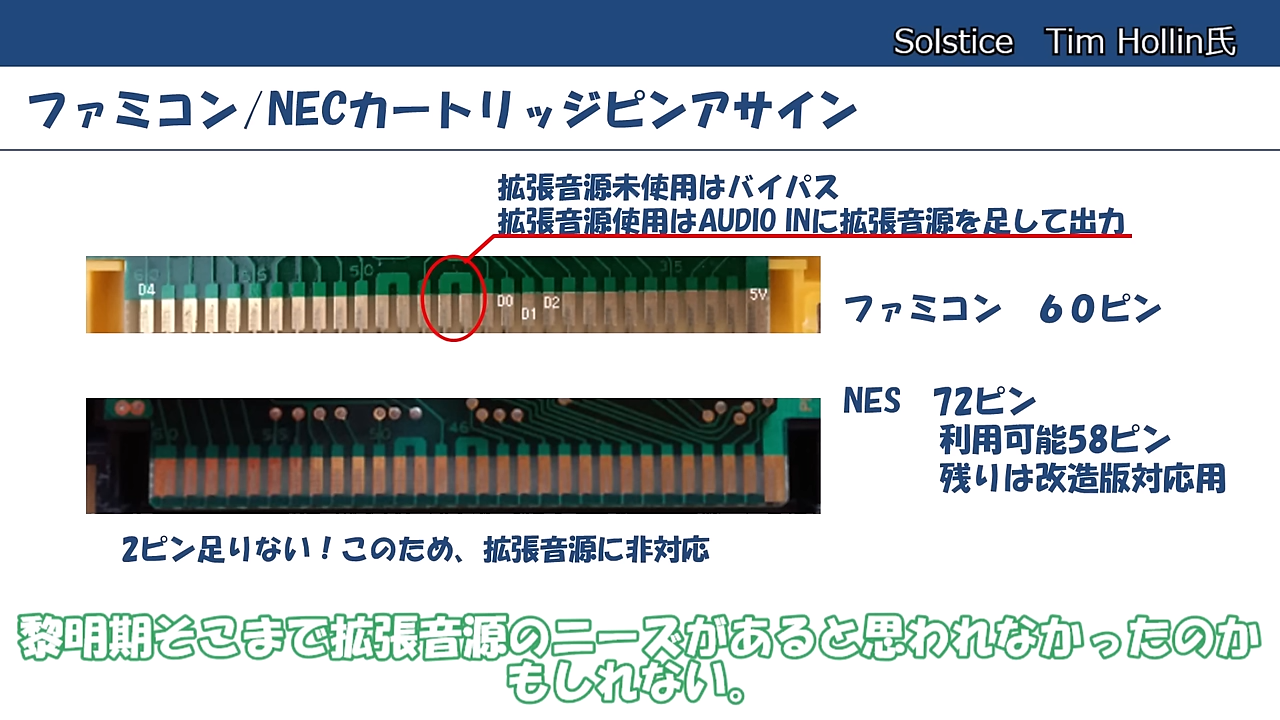 Solstice　Tim Hollin氏
ファミコン/NECカートリッジピンアサイン
拡張音源未使用はバイパス
拡張音源使用はAUDIO INに拡張音源を足して出力
60 55 50 35
D4 D0 D1 D2 5V
ファミコン　６０ピン
60 55 50 46
NES　72ピン
利用可能58ピン
残りは改造版対応用
2ピン足りない！このため、拡張音源に非対応
黎明期そこまで拡張音源のニーズがあると思われなかったのか
もしれない。